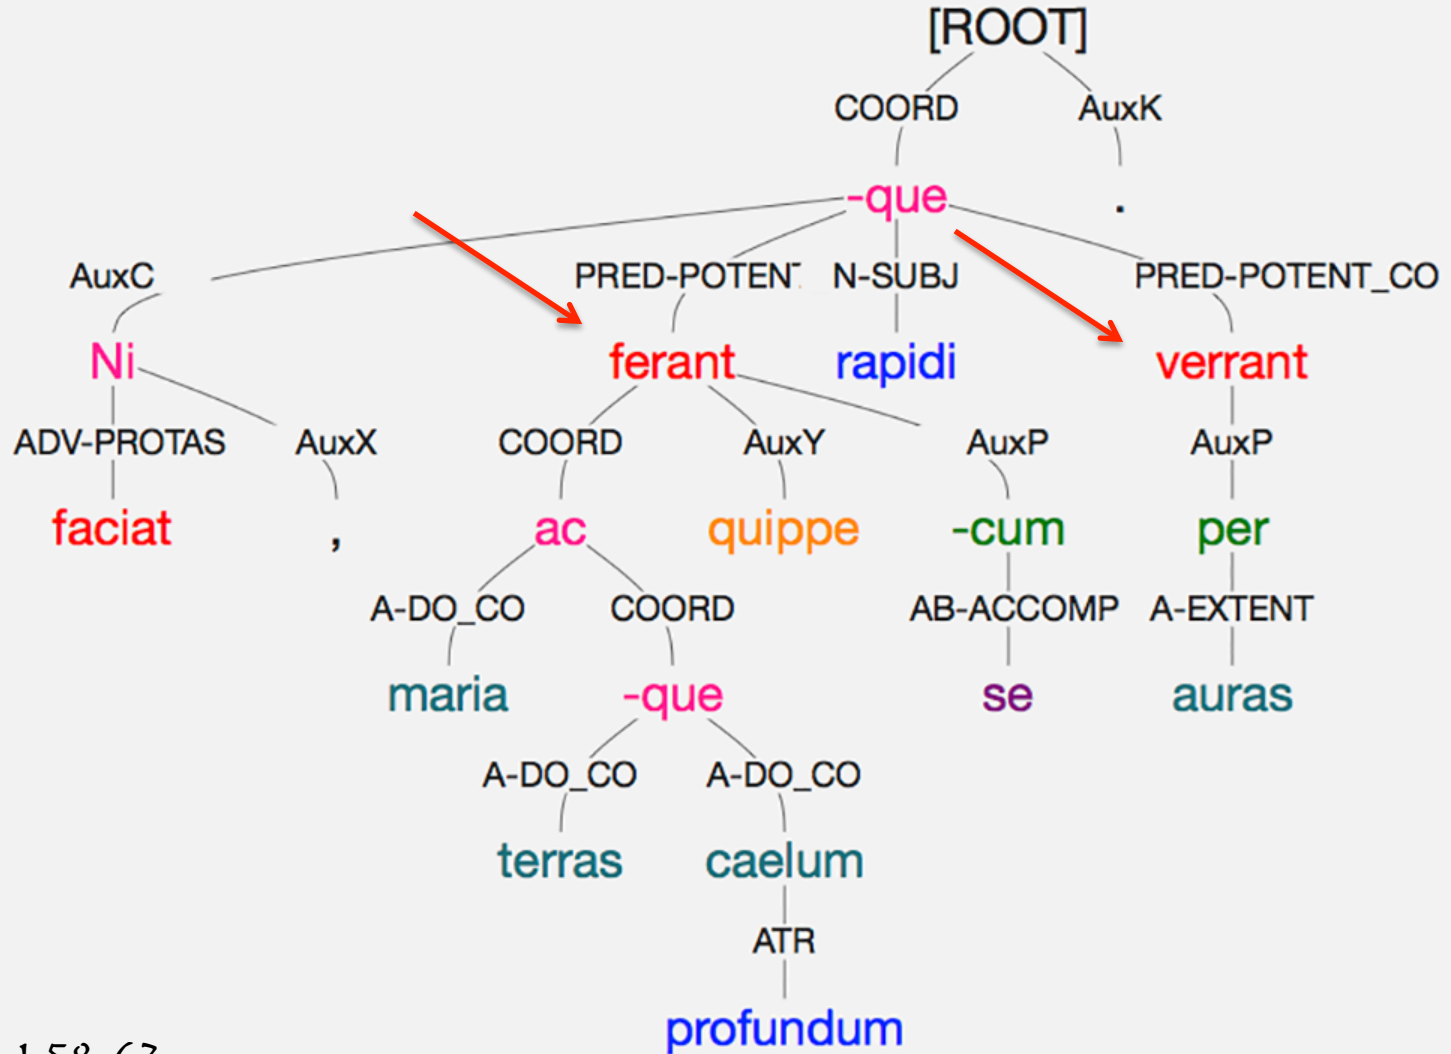 [ROOT]
COORD AuxK
-que .
AuxC PRED-POTENT N-SUBJ PRED-POTENT_CO
Ni ferant rapidi verrant
ADV-PROTAS AuxX COORD AuxY AuxP AuxP
faciat , ac quippe -cum per
A-DO_CO COORD AB-ACCOMP A-EXTENT
maria -que se auras
A-DO_CO A-DO_CO
terras caelum
ATR
profundum